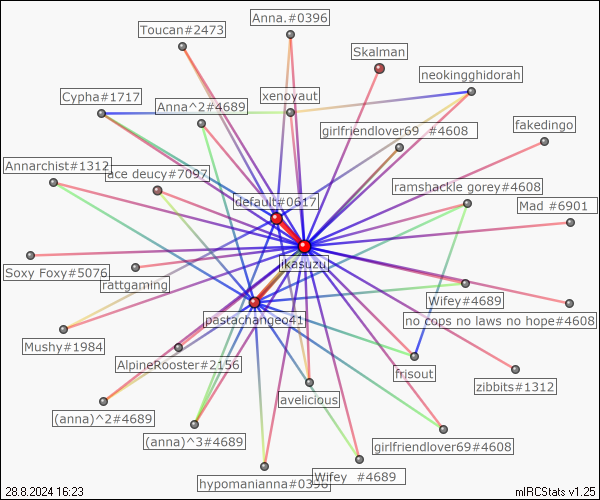 Anna.#0396
Toucan#2473
Skalman
neokingghidorah
xenoyaut
Cypha#1717
Anna^2#4689
girlfriendlover69 #4608
fakedingo
Annarchist#1312
ace deucy#7097
ramshackle gorey#4608
default#0617
Mad #6901
ikasuzu
Soxy Foxy#5076
rattgaming
Wifey#4689
pastachange041
no cops no laws no hope#4608
Mushy#1984
AlpineRooster#2156
frisout
zibbits#1312
avelicious
(anna)^2#4689
(anna)^3#4689
girlfriendlover69#4608
hypomanianna#0396
Wifey #4689
28.8.2024 16:23
mIRCStats v1.25